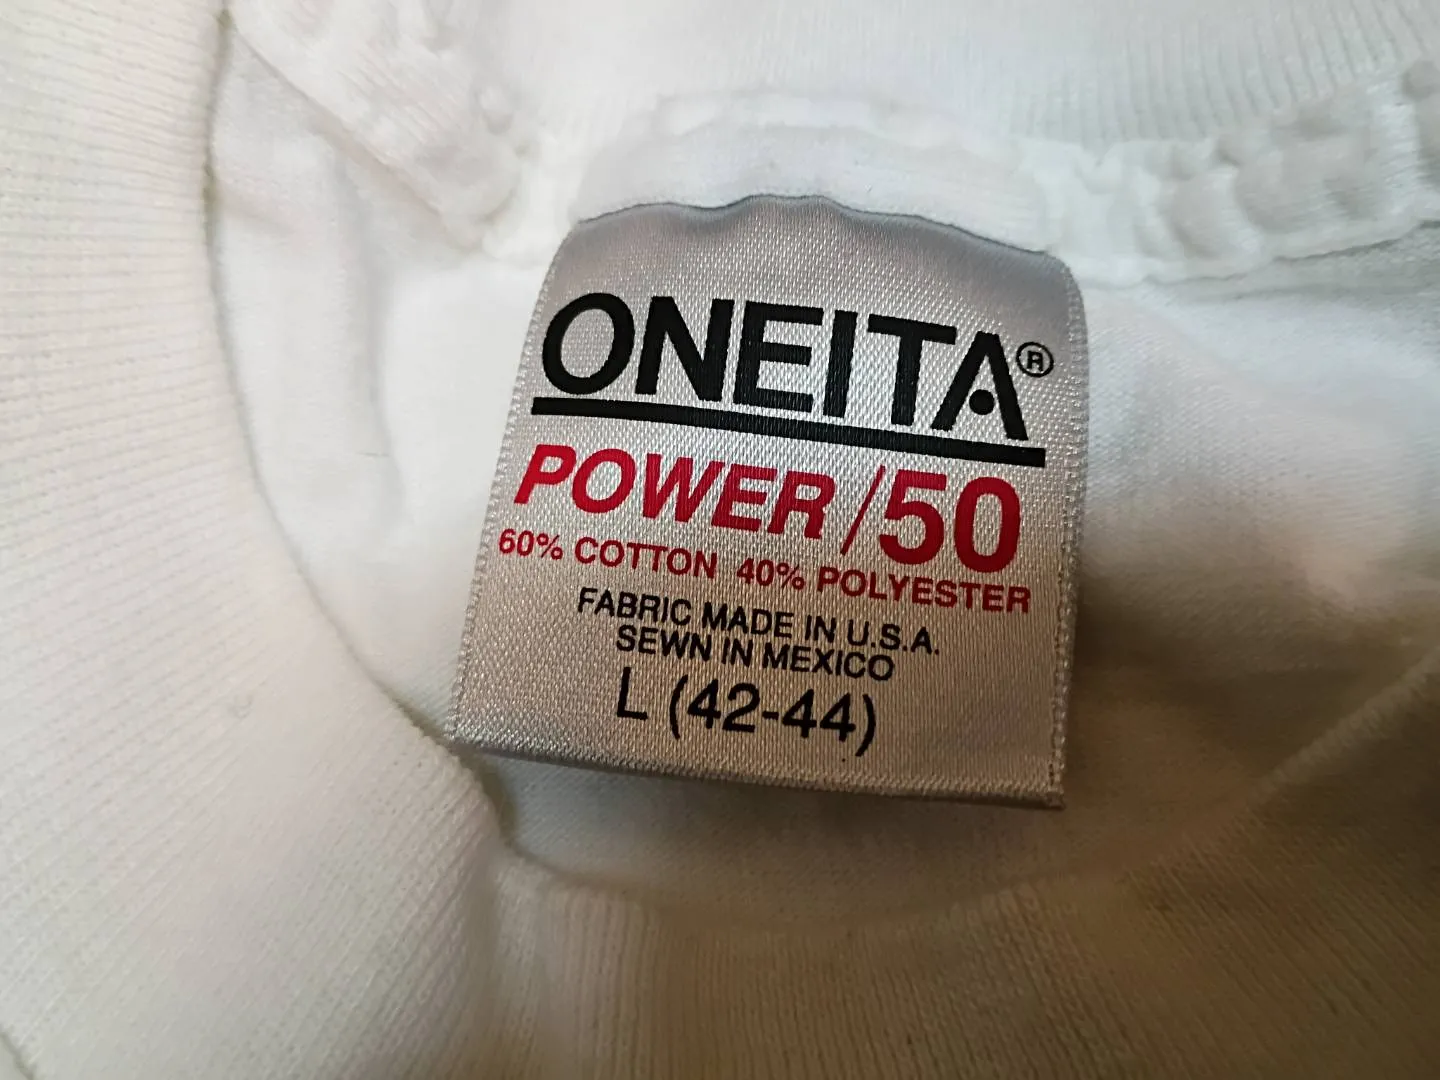 ONEITA®
POWER/50
60% COTTON 40% POLYESTER
FABRIC MADE IN U.S.A.
SEWN IN MEXICO
L (42-44)